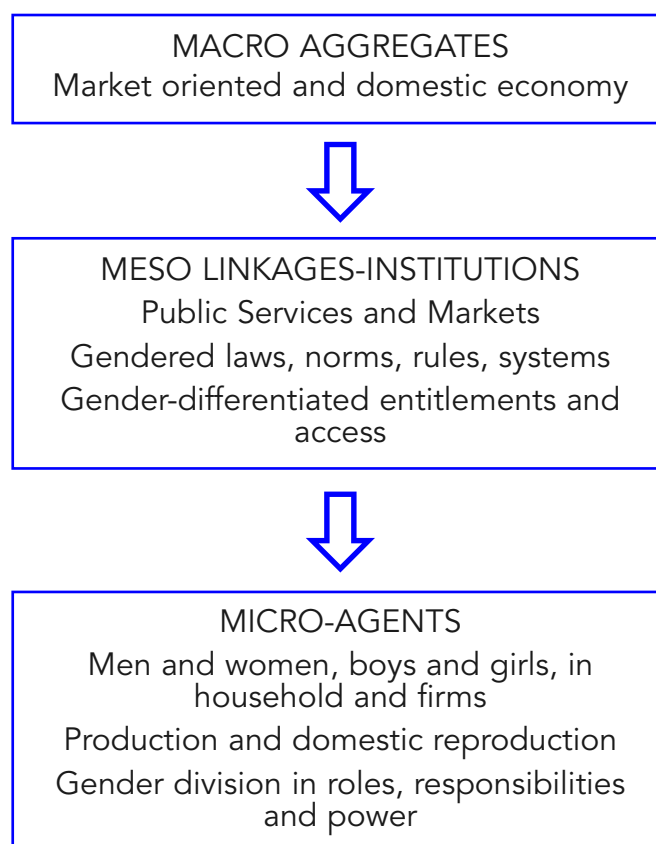 MACRO AGGREGATES
Market oriented and domestic economy
MESO LINKAGES-INSTITUTIONS
Public Services and Markets
Gendered laws, norms, rules, systems
Gender-differentiated entitlements and
access
MICRO-AGENTS
Men and women, boys and girls, in
household and firms
Production and domestic reproduction
Gender division in roles, responsibilities
and power